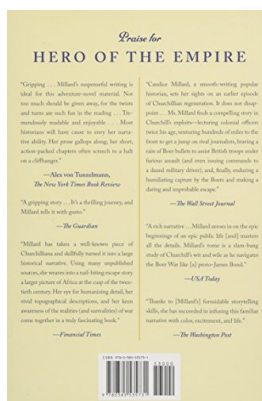 Praise for
HERO OF THE EMPIRE
"Gripping . . . Millard's suspenseful writing is
ideal for this adventure-novel material. Not
too much should be given away, for the twists
and turns are such fun in the reading . . . Tre-
mendously readable and enjoyable . . . Most
historians will have cause to envy her narra-
tive ability. Her prose gallops along; her short,
action-packed chapters often screech to a halt
on a cliffhanger."
—Alex von Tunzelmann,
The New York Times Book Review
"A gripping story . . . It's a thrilling journey, and
Millard tells it with gusto."
—The Guardian
"Millard has taken a well-known piece of
Churchilliana and skillfully turned it into a
large historical narrative. Using many unpublished
sources, she weaves into a nail-biting escape story
a larger picture of Africa at the cusp of the twen-
tieth century. Her eye for humanising detail, her
vivid topographical descriptions, and her keen
awareness of the realities (and surrealities) of war
come together in a truly fascinating book."
—Financial Times
"Candice Millard, a smooth-writing popular
historian, sets her sights on an earlier episode
of Churchillian regeneration. It does not disap-
point . . . Ms. Millard finds a compelling story in
Churchill's exploits—lecturing colonial officers
twice his age, venturing hundreds of miles to the
front to get a jump on rival journalists, braving a
rain of Boer bullets to assist British troops under
furious assault (and even issuing commands to
a dazed military driver), and, finally, enduring a
humiliating capture by the Boers and making a
daring and improbable escape."
—The Wall Street Journal
"A rich narrative . . . Millard zeroes in on the epic
beginnings of an epic public life [and] marshals
all the details. Millard's tome is a slam-bang
study of Churchill's wit and wile as he navigates
the Boer War like [a] proto–James Bond."
—USA Today
"Thanks to [Millard's] formidable storytelling
skills, she has succeeded in infusing this familiar
narrative with color, excitement, and life."
—The Washington Post